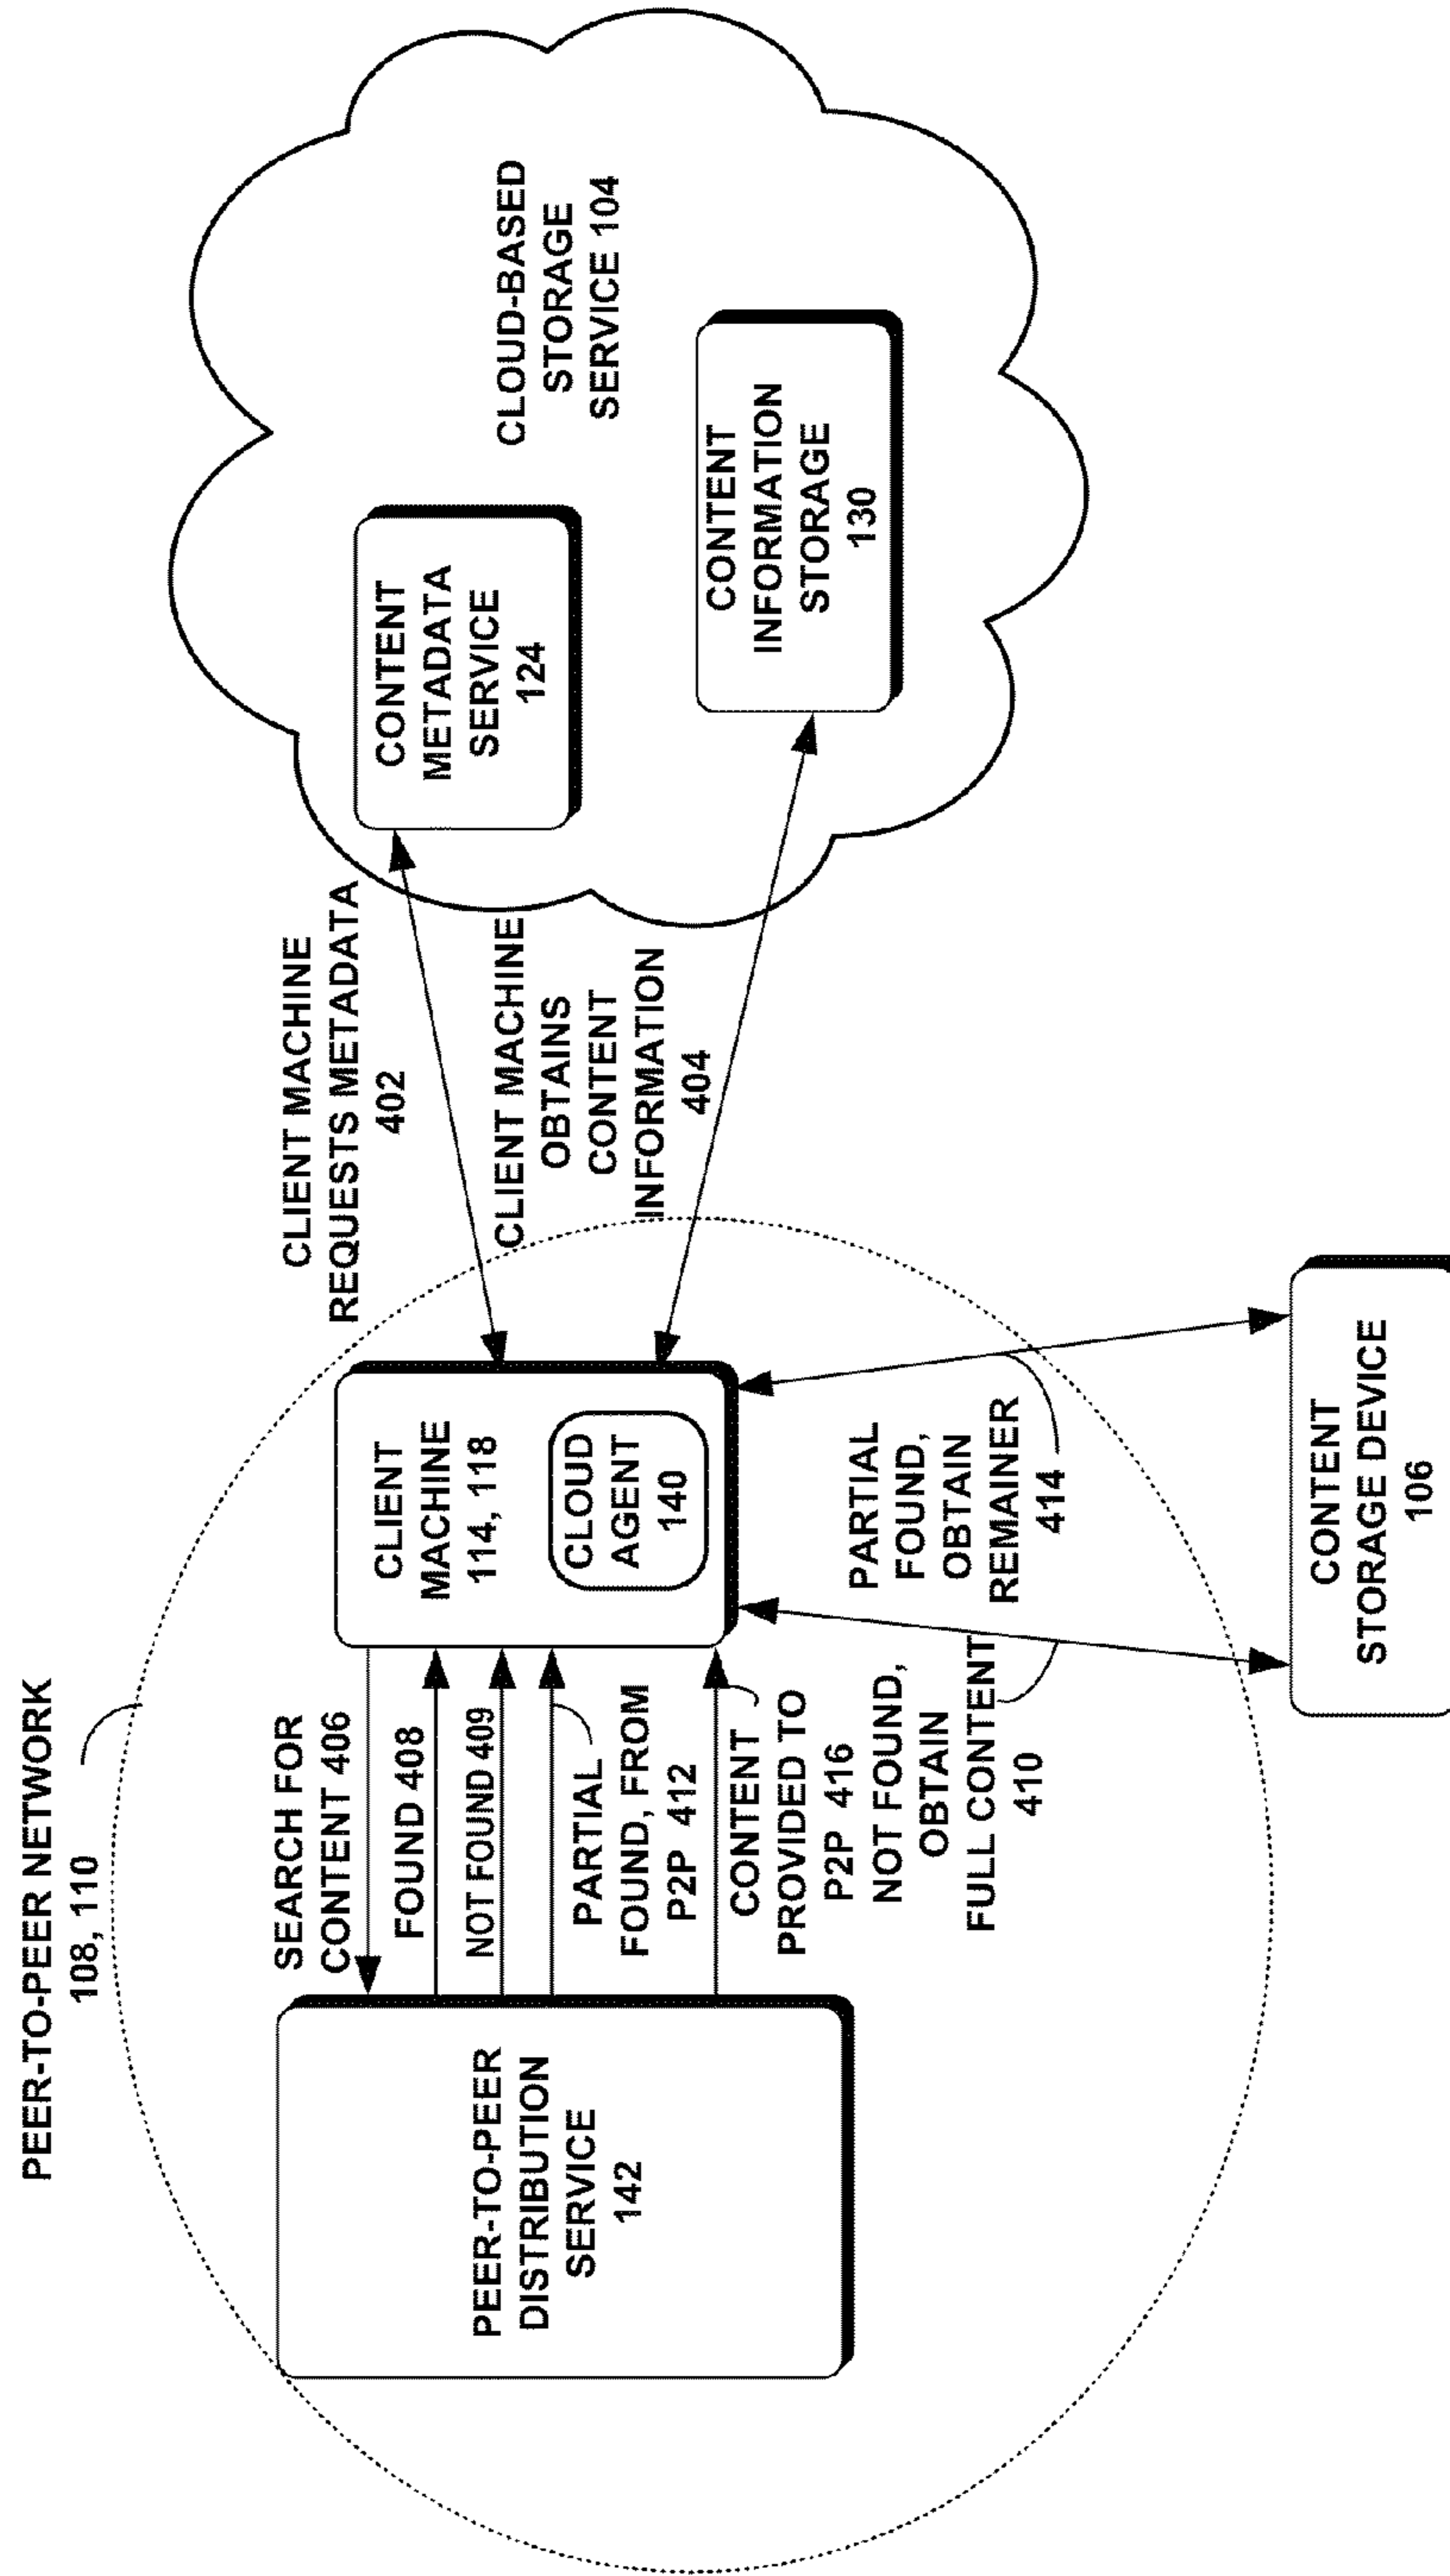 PEER-TO-PEER NETWORK
108, 110
SEARCH FOR
CONTENT 406
FOUND 408
NOT FOUND 409
PARTIAL
FOUND, FROM
P2P 412
CONTENT
PROVIDED TO
P2P 416
NOT FOUND,
OBTAIN
FULL CONTENT
410
PEER-TO-PEER
DISTRIBUTION
SERVICE
142
CLIENT
MACHINE
114, 118
CLOUD
AGENT
140
PARTIAL
FOUND,
OBTAIN
REMAINER
414
CONTENT
STORAGE DEVICE
106
CLIENT MACHINE
REQUESTS METADATA
402
CLIENT MACHINE
OBTAINS
CONTENT
INFORMATION
404
CONTENT
METADATA
SERVICE
124
CLOUD-BASED
STORAGE
SERVICE 104
CONTENT
INFORMATION
STORAGE
130